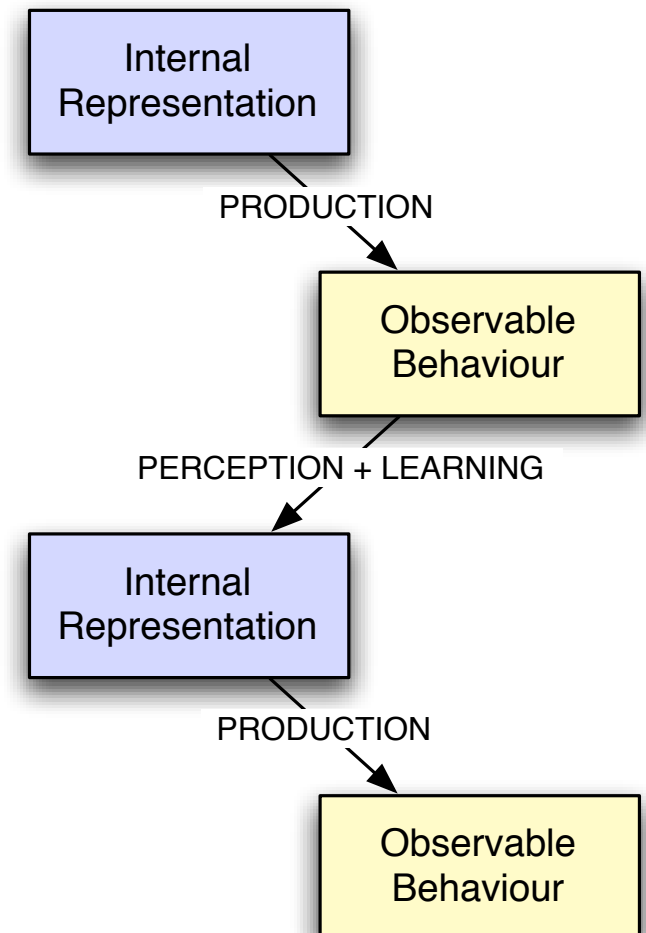 Internal
Representation
PRODUCTION
Observable
Behaviour
PERCEPTION + LEARNING
Internal
Representation
PRODUCTION
Observable
Behaviour